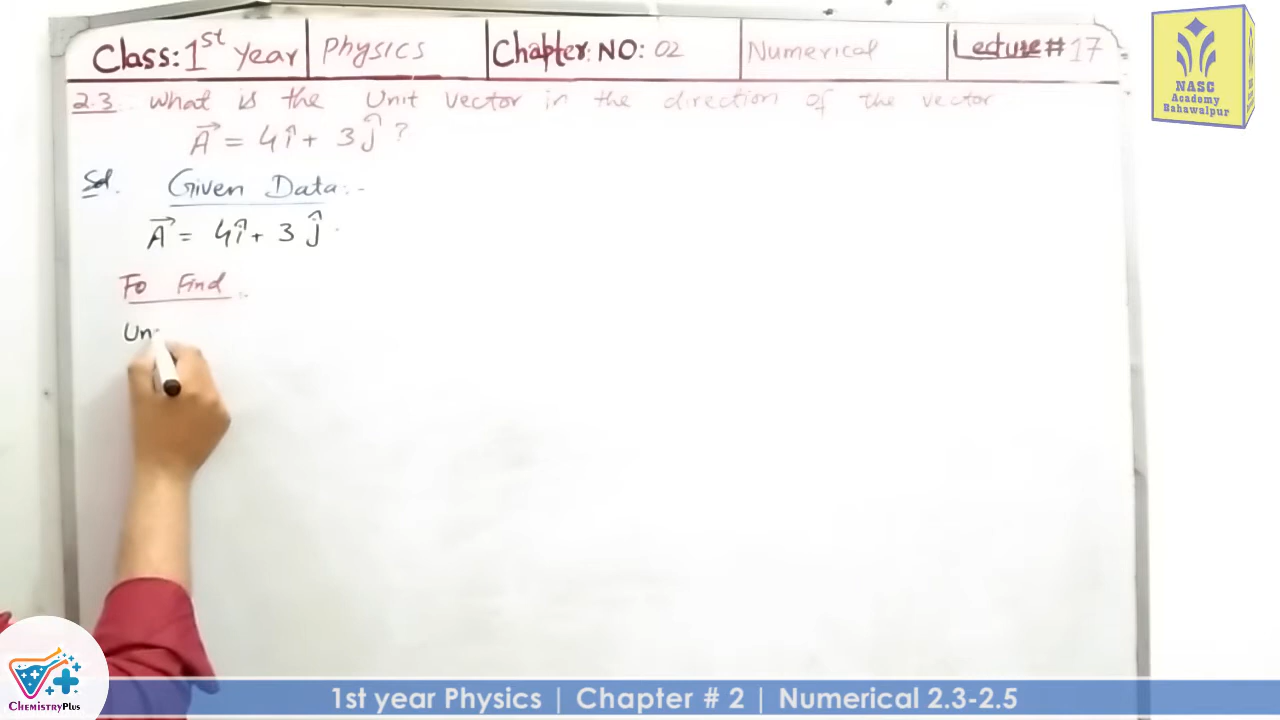 Class: 1st Year | Physics | Chapter: NO: 02 | Numerical | Lecture # 17
2.3. What is the Unit vector in the direction of the vector
A⃗ = 4î + 3ĵ ?
Sol. Given Data:-
A⃗ = 4î + 3ĵ.
To Find
Un
NASC
Academy
Bahawalpur
ChemistryPlus
1st year Physics | Chapter # 2 | Numerical 2.3-2.5